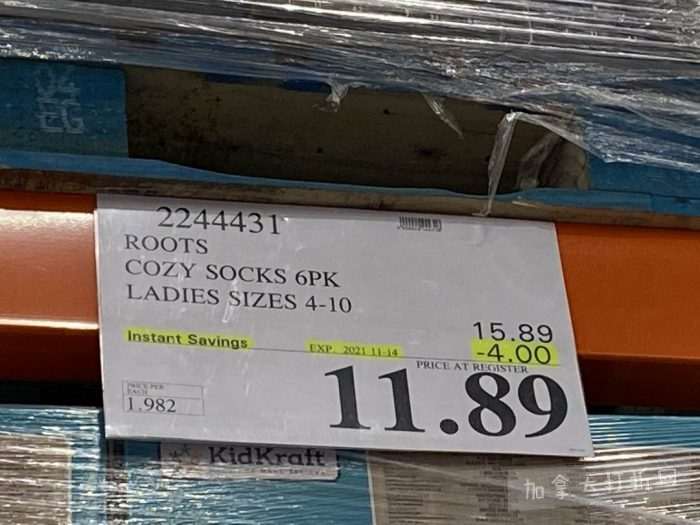 2244431
ROOTS
COZY SOCKS 6PK
LADIES SIZES 4-10
15.89
Instant Savings
EXP. 2021 11-14
-4.00
PRICE AT REGISTER
11.89
PRICE PER
EACH
1.982
KidKraft
加拿大打折网